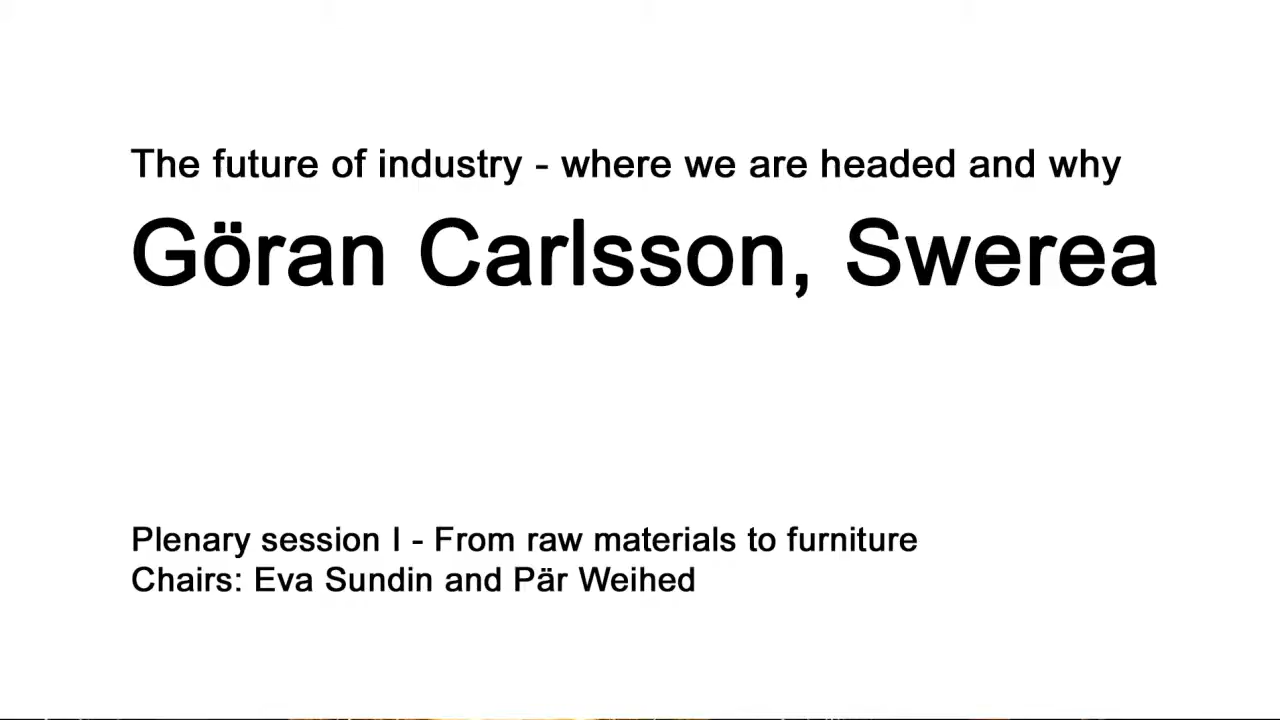 The future of industry - where we are headed and why
Göran Carlsson, Swerea
Plenary session I - From raw materials to furniture
Chairs: Eva Sundin and Pär Weihed